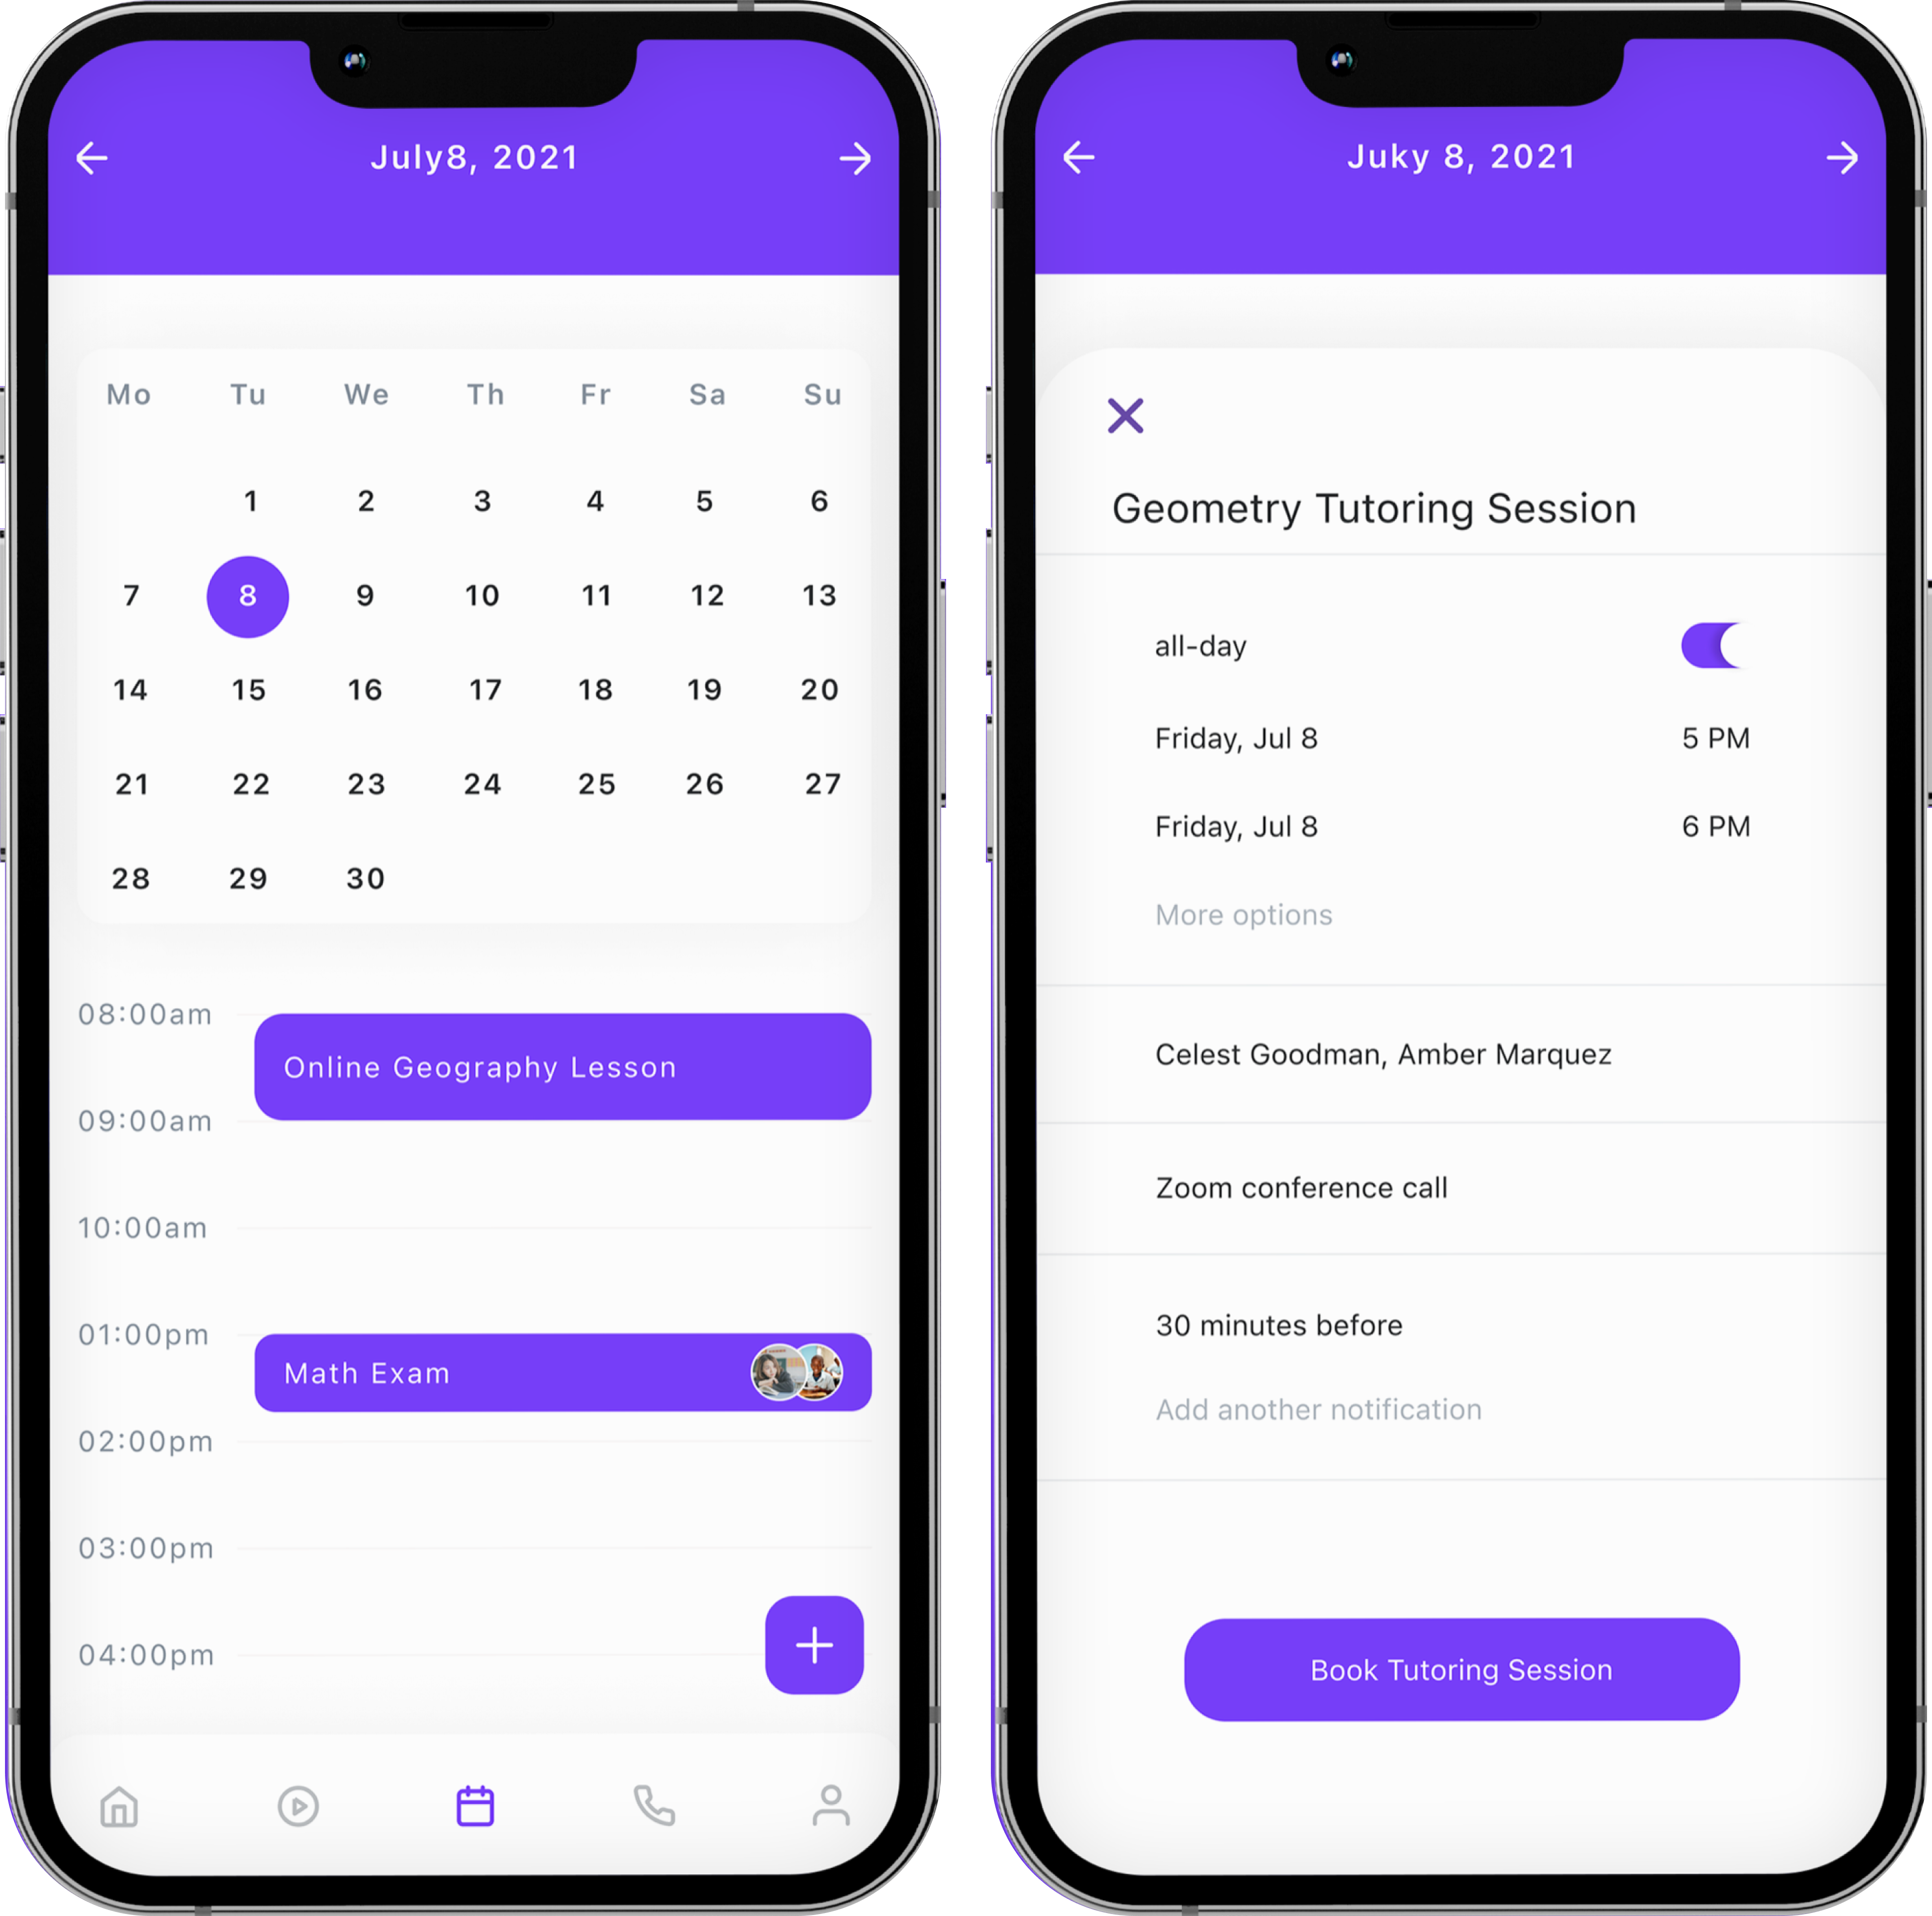 July8, 2021
Mo Tu We Th Fr Sa Su
1 2 3 4 5 6
7 8 9 10 11 12 13
14 15 16 17 18 19 20
21 22 23 24 25 26 27
28 29 30
08:00am
Online Geography Lesson
09:00am
10:00am
01:00pm
Math Exam
02:00pm
03:00pm
04:00pm
Juky 8, 2021
Geometry Tutoring Session
all-day
Friday, Jul 8 5 PM
Friday, Jul 8 6 PM
More options
Celest Goodman, Amber Marquez
Zoom conference call
30 minutes before
Add another notification
Book Tutoring Session